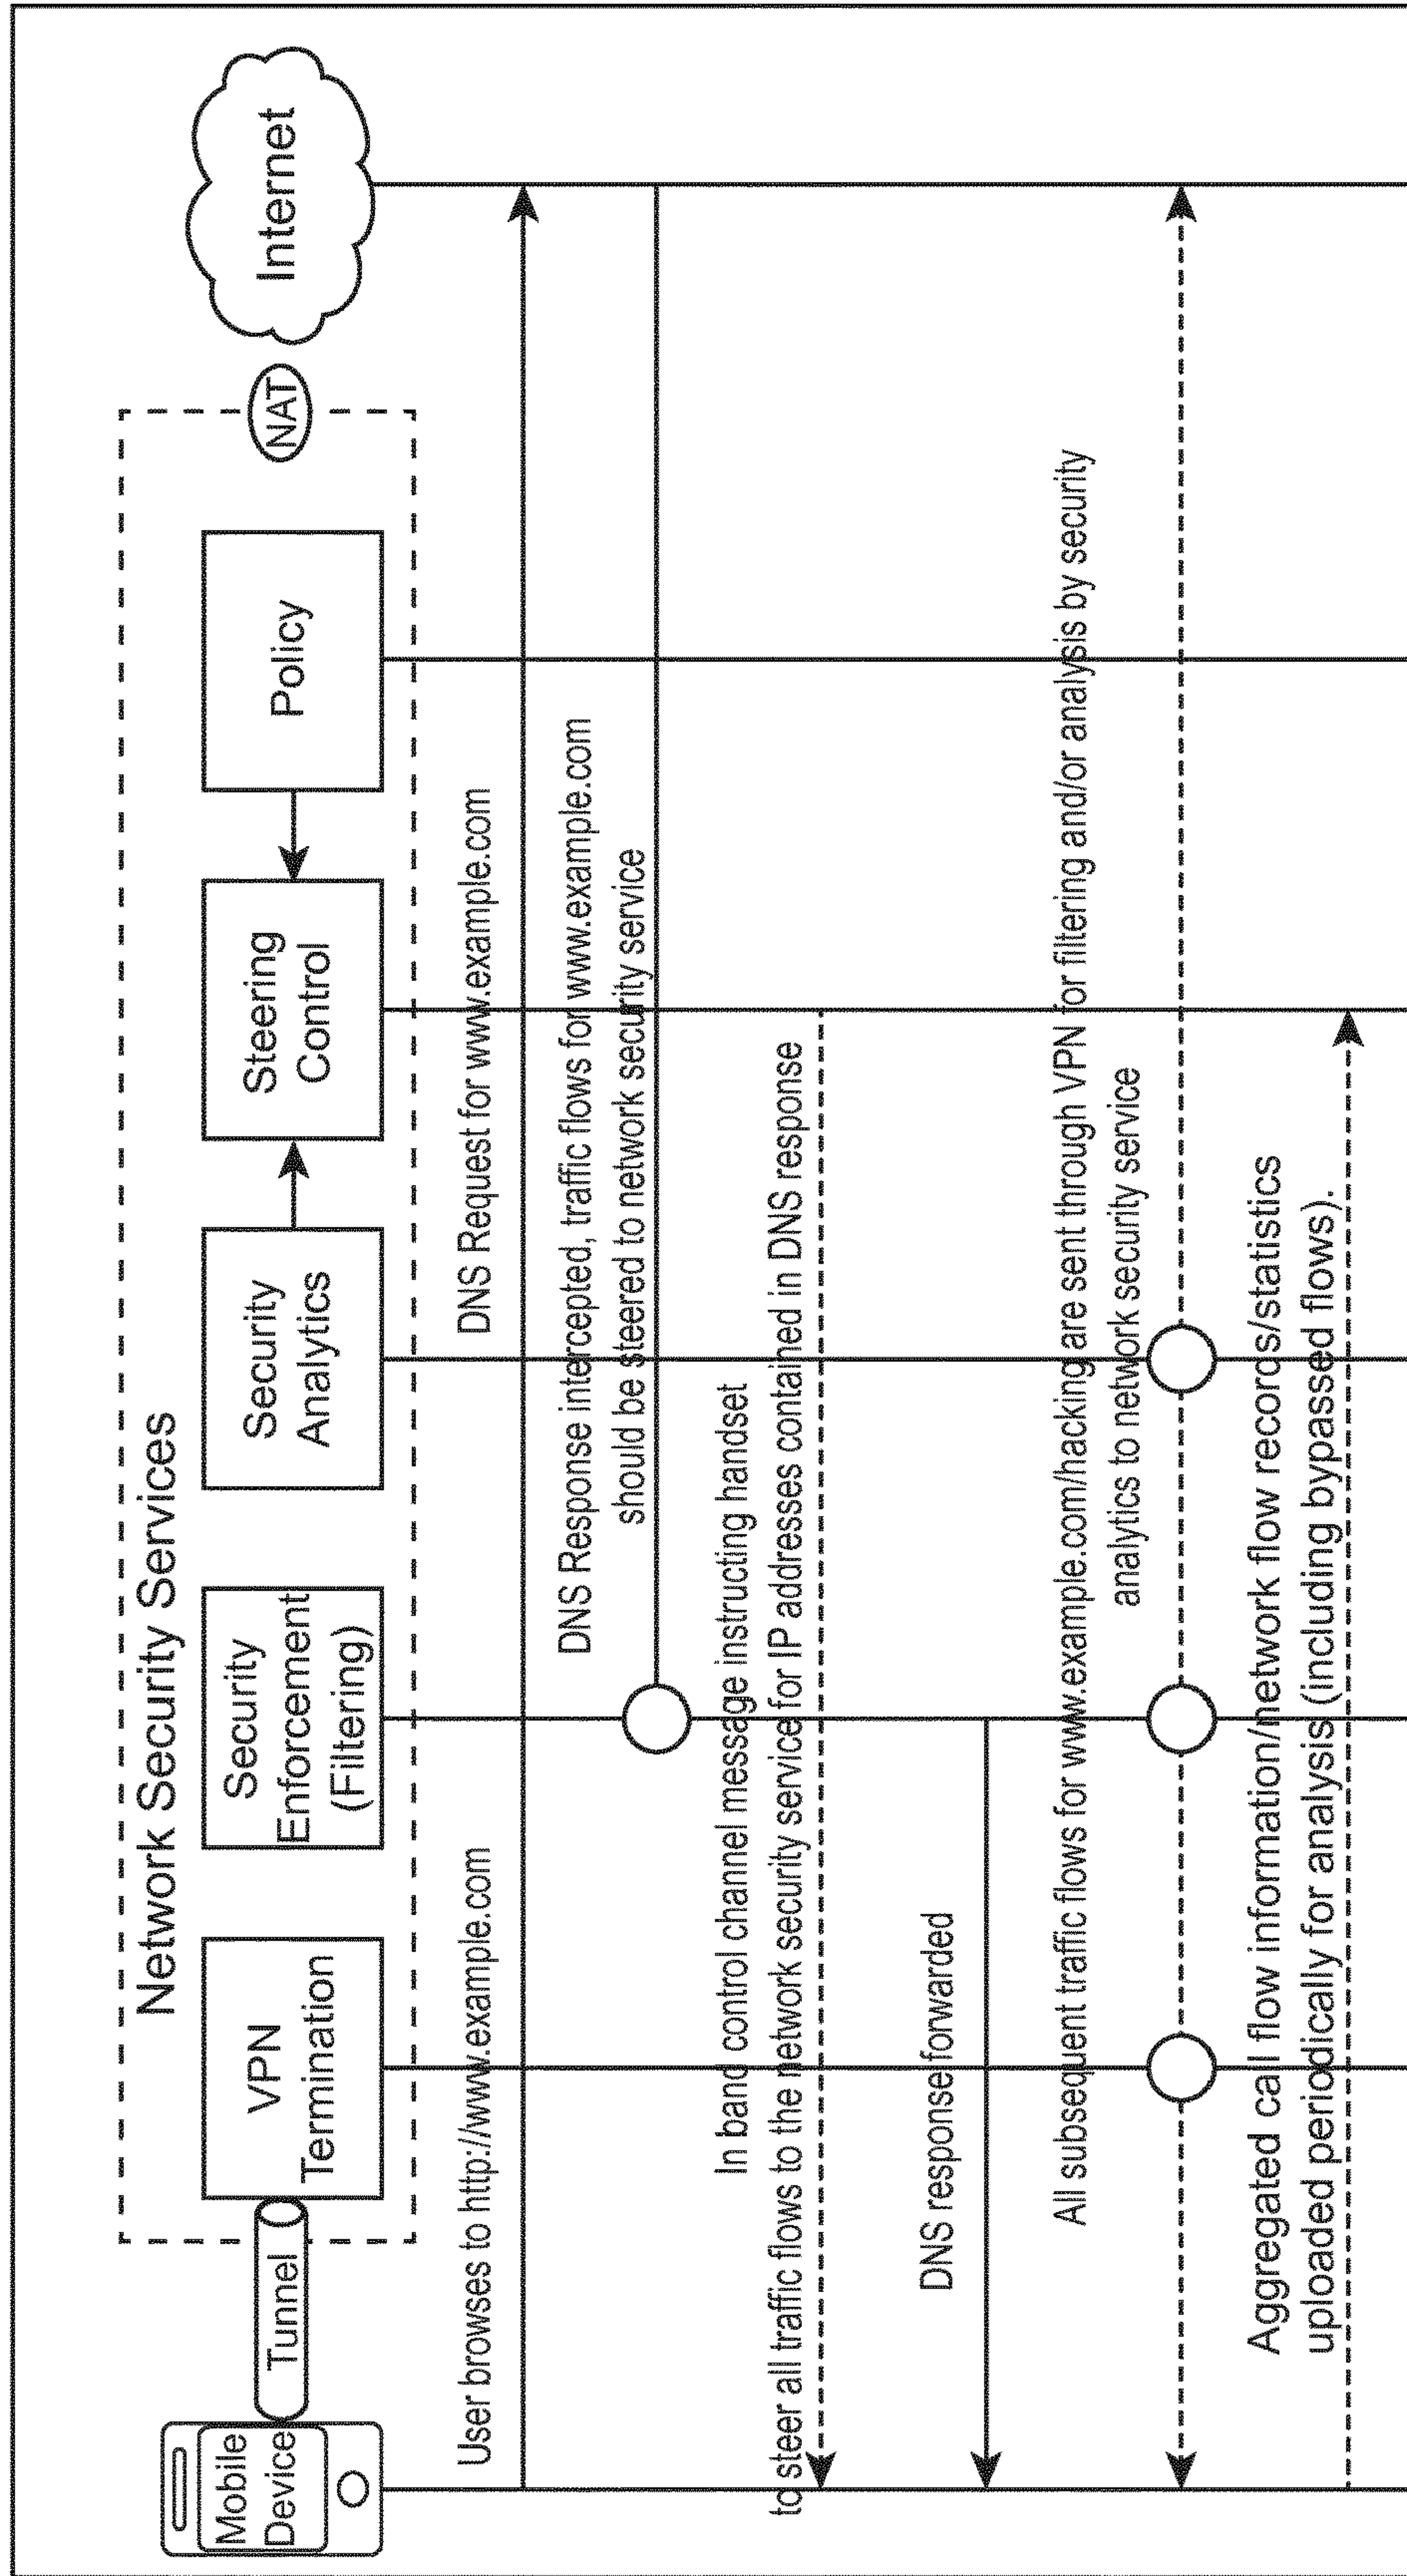 Network Security Services
Mobile
Device
Tunnel
VPN
Termination
Security
Enforcement
(Filtering)
Security
Analytics
Steering
Control
Policy
NAT
Internet
User browses to http://www.example.com
DNS Request for www.example.com
DNS Response intercepted, traffic flows for www.example.com
should be steered to network security service
In band control channel message instructing handset
to steer all traffic flows to the network security service for IP addresses contained in DNS response
DNS response forwarded
All subsequent traffic flows for www.example.com/hacking are sent through VPN for filtering and/or analysis by security
analytics to network security service
Aggregated call flow information/network flow records/statistics
uploaded periodically for analysis (including bypassed flows).